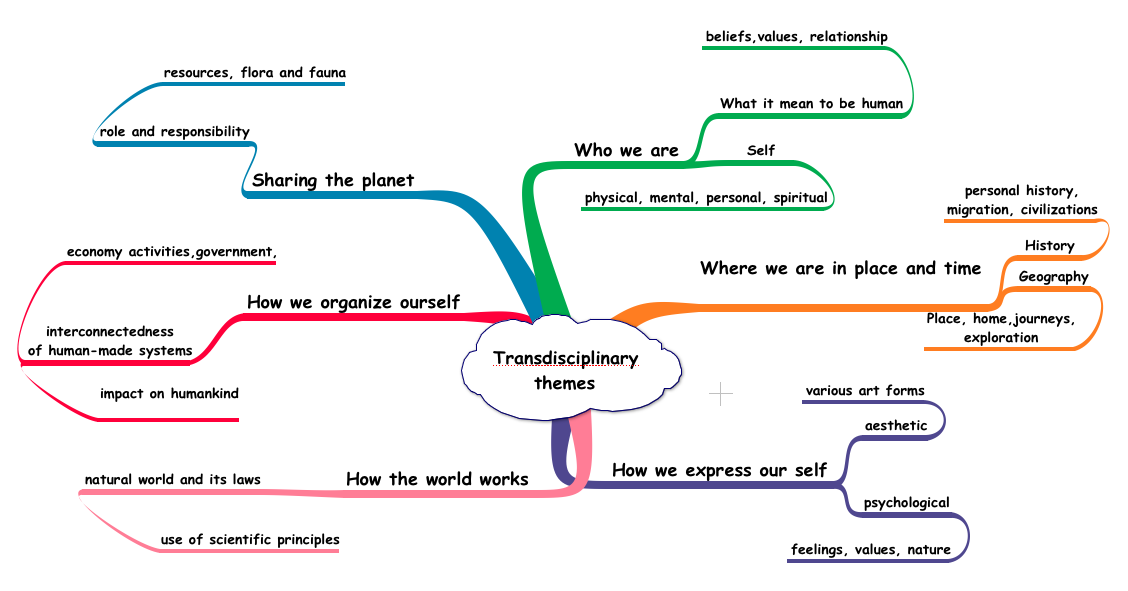 Transdisciplinary
themes
Who we are
What it mean to be human
beliefs,values, relationship
Self
physical, mental, personal, spiritual
Where we are in place and time
History
personal history,
migration, civilizations
Geography
Place, home,journeys,
exploration
How we express our self
aesthetic
various art forms
psychological
feelings, values, nature
How the world works
natural world and its laws
use of scientific principles
How we organize ourself
interconnectedness
of human-made systems
economy activities,government,
impact on humankind
Sharing the planet
role and responsibility
resources, flora and fauna